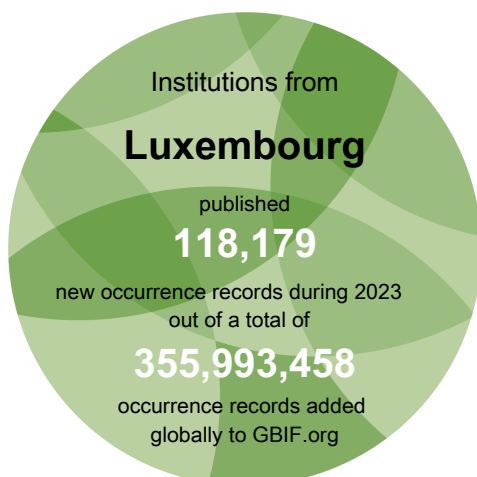 Institutions from
Luxembourg
published
118,179
new occurrence records during 2023
out of a total of
355,993,458
occurrence records added
globally to GBIF.org